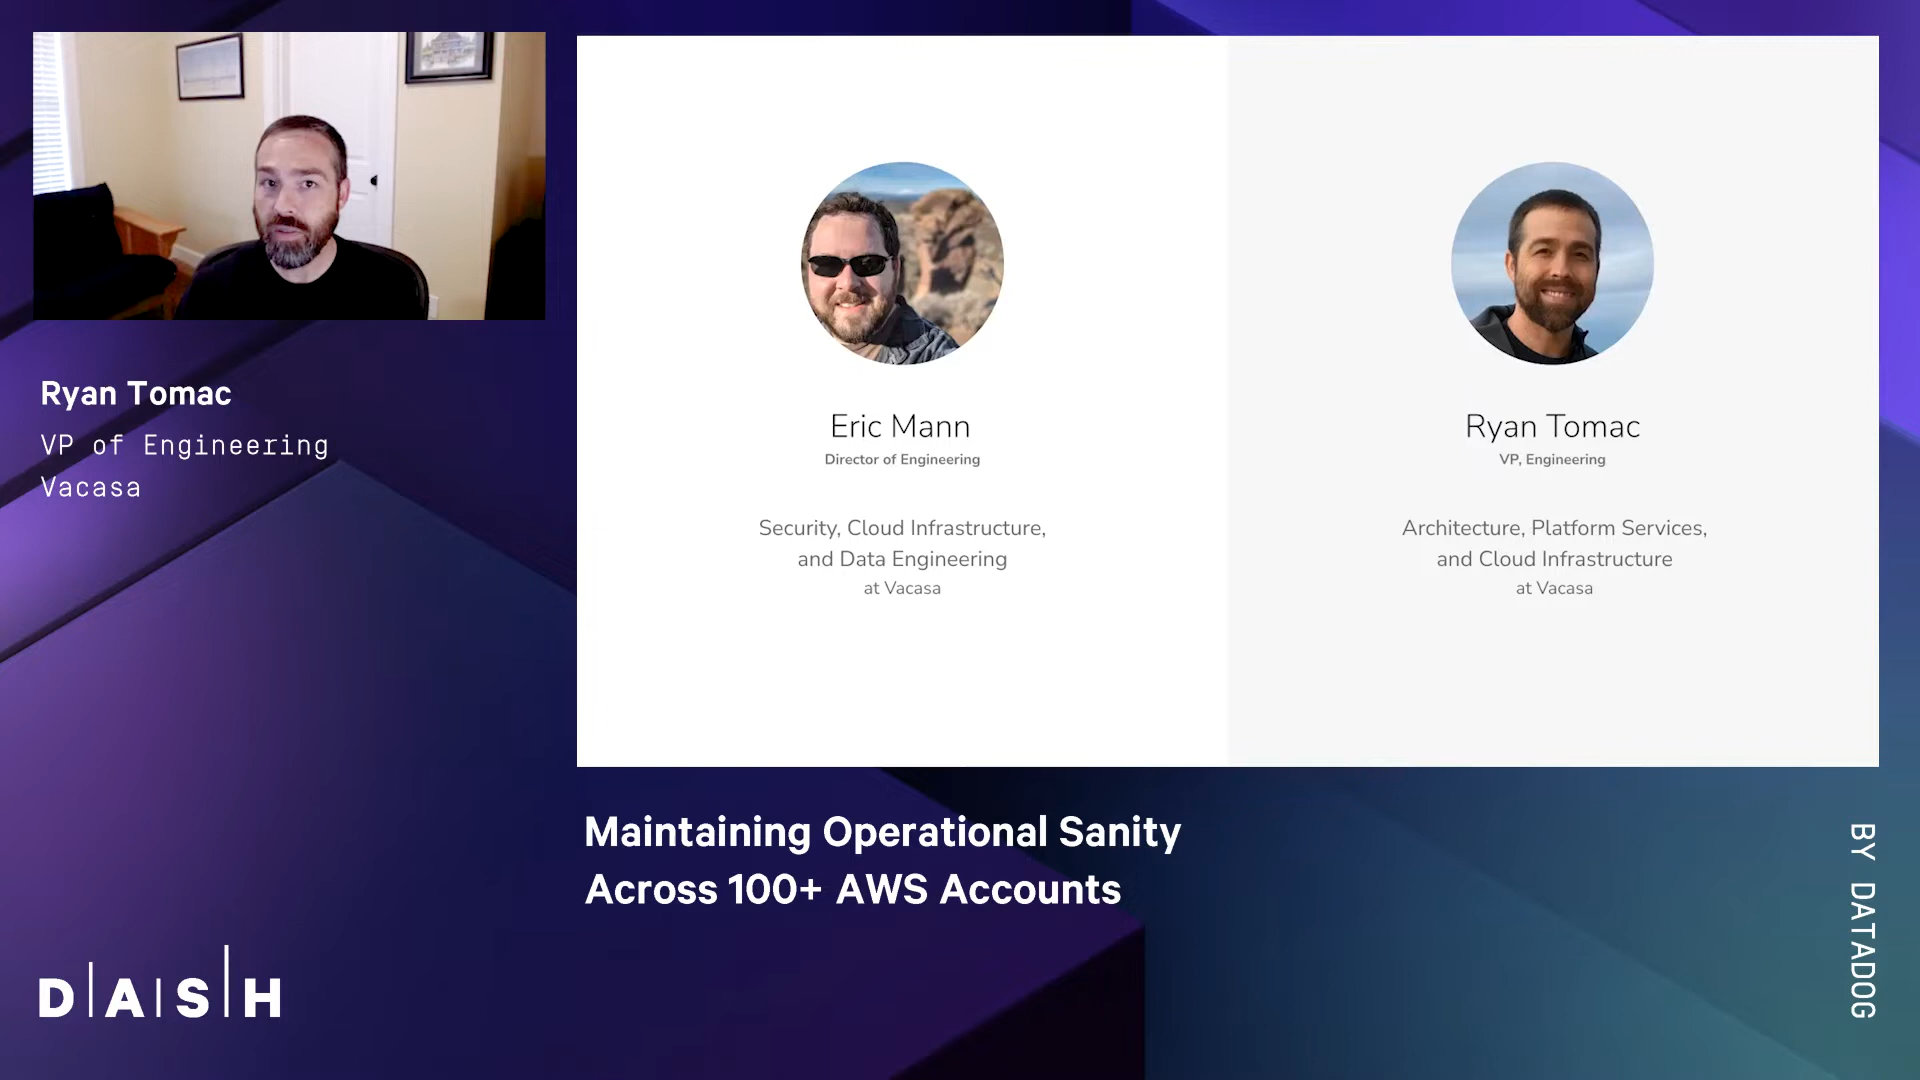 Ryan Tomac
VP of Engineering
Vacasa
Eric Mann
Director of Engineering
Security, Cloud Infrastructure,
and Data Engineering
at Vacasa
Ryan Tomac
VP, Engineering
Architecture, Platform Services,
and Cloud Infrastructure
at Vacasa
Maintaining Operational Sanity
Across 100+ AWS Accounts
DASH
BY DATADOG